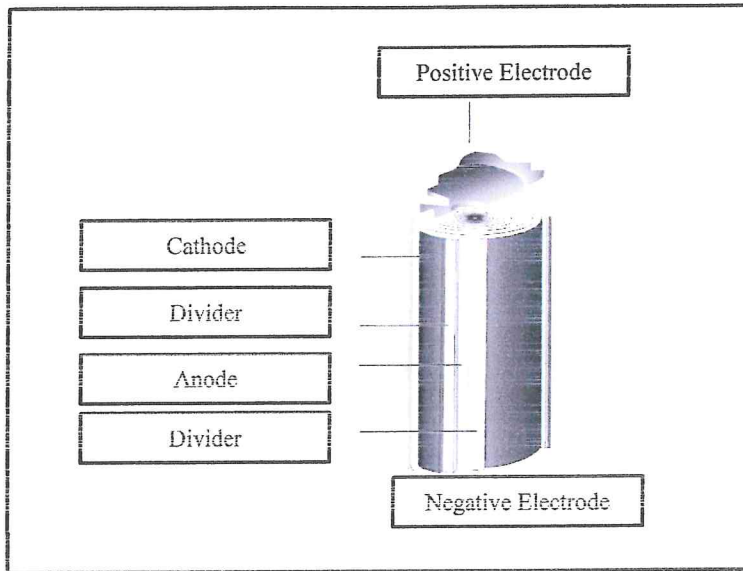 Positive Electrode
Cathode
Divider
Anode
Divider
Negative Electrode